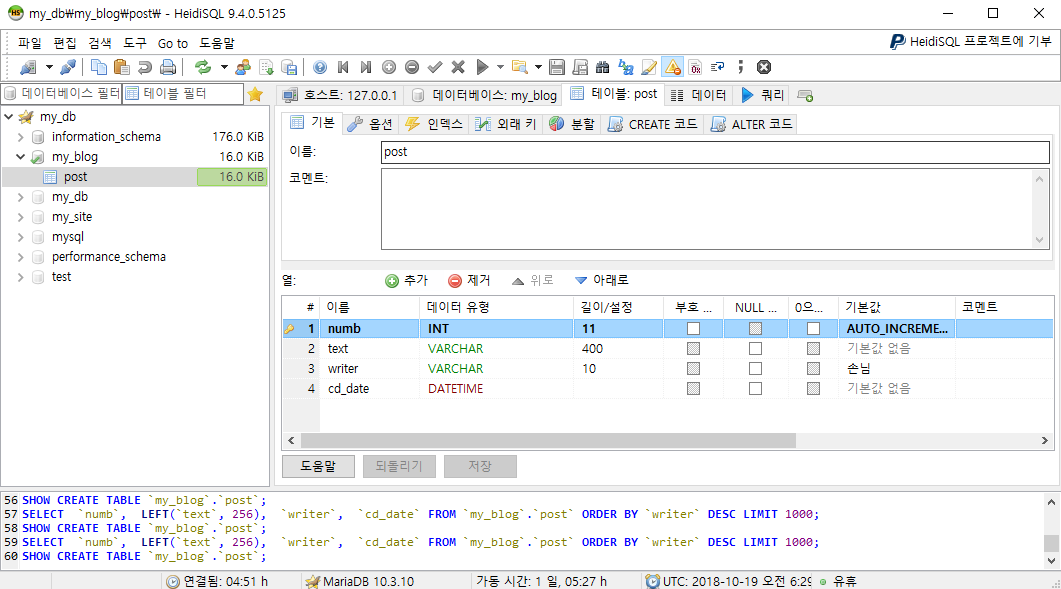 my_db₩my_blog₩post₩ - HeidiSQL 9.4.0.5125
파일 편집 검색 도구 Go to 도움말
HeidiSQL 프로젝트에 기부
데이터베이스 필터 테이블 필터
호스트: 127.0.0.1 데이터베이스: my_blog 테이블: post 데이터 쿼리
my_db
information_schema 176.0 KiB
my_blog 16.0 KiB
post 16.0 KiB
my_db
my_site
mysql
performance_schema
test
기본 옵션 인덱스 외래 키 분할 CREATE 코드 ALTER 코드
이름: post
코멘트:
열: 추가 제거 위로 아래로
# 이름 데이터 유형 길이/설정 부호 ... NULL ... 0으... 기본값 코멘트
1 numb INT 11 AUTO_INCREME...
2 text VARCHAR 400 기본값 없음
3 writer VARCHAR 10 손님
4 cd_date DATETIME 기본값 없음
도움말 되돌리기 저장
56 SHOW CREATE TABLE `my_blog`.`post`;
57 SELECT `numb`, LEFT(`text`, 256), `writer`, `cd_date` FROM `my_blog`.`post` ORDER BY `writer` DESC LIMIT 1000;
58 SHOW CREATE TABLE `my_blog`.`post`;
59 SELECT `numb`, LEFT(`text`, 256), `writer`, `cd_date` FROM `my_blog`.`post` ORDER BY `writer` DESC LIMIT 1000;
60 SHOW CREATE TABLE `my_blog`.`post`;
연결됨: 04:51 h MariaDB 10.3.10 가동 시간: 1 일, 05:27 h UTC: 2018-10-19 오전 6:29 유휴